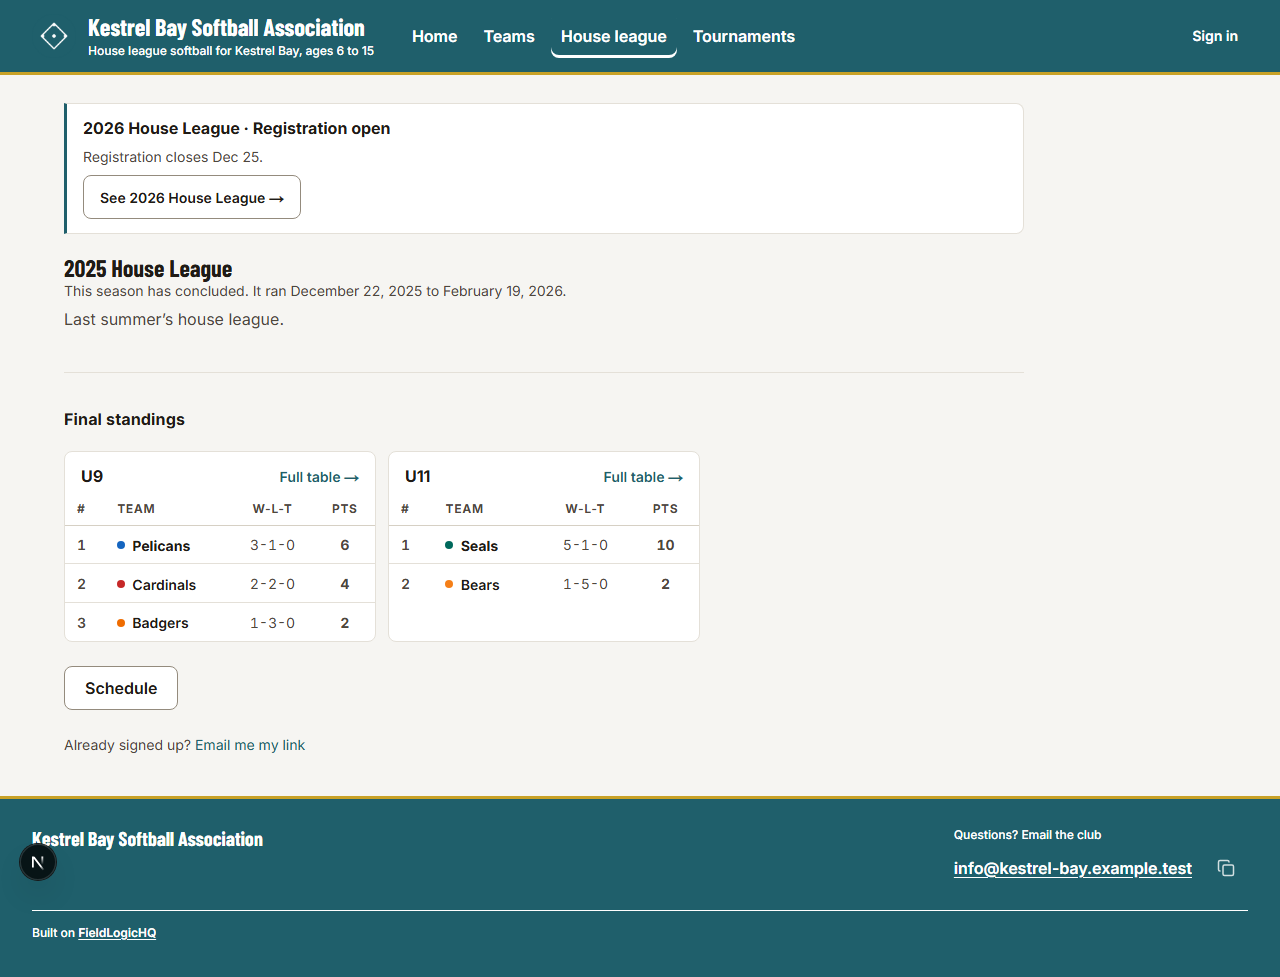 Kestrel Bay Softball Association
House league softball for Kestrel Bay, ages 6 to 15
Home Teams House league Tournaments Sign in
2026 House League · Registration open
Registration closes Dec 25.
See 2026 House League →
2025 House League
This season has concluded. It ran December 22, 2025 to February 19, 2026.
Last summer’s house league.
Final standings
U9 Full table →
# TEAM W-L-T PTS
1 Pelicans 3-1-0 6
2 Cardinals 2-2-0 4
3 Badgers 1-3-0 2
U11 Full table →
# TEAM W-L-T PTS
1 Seals 5-1-0 10
2 Bears 1-5-0 2
Schedule
Already signed up? Email me my link
Kestrel Bay Softball Association
N
Questions? Email the club
info@kestrel-bay.example.test
Built on FieldLogicHQ